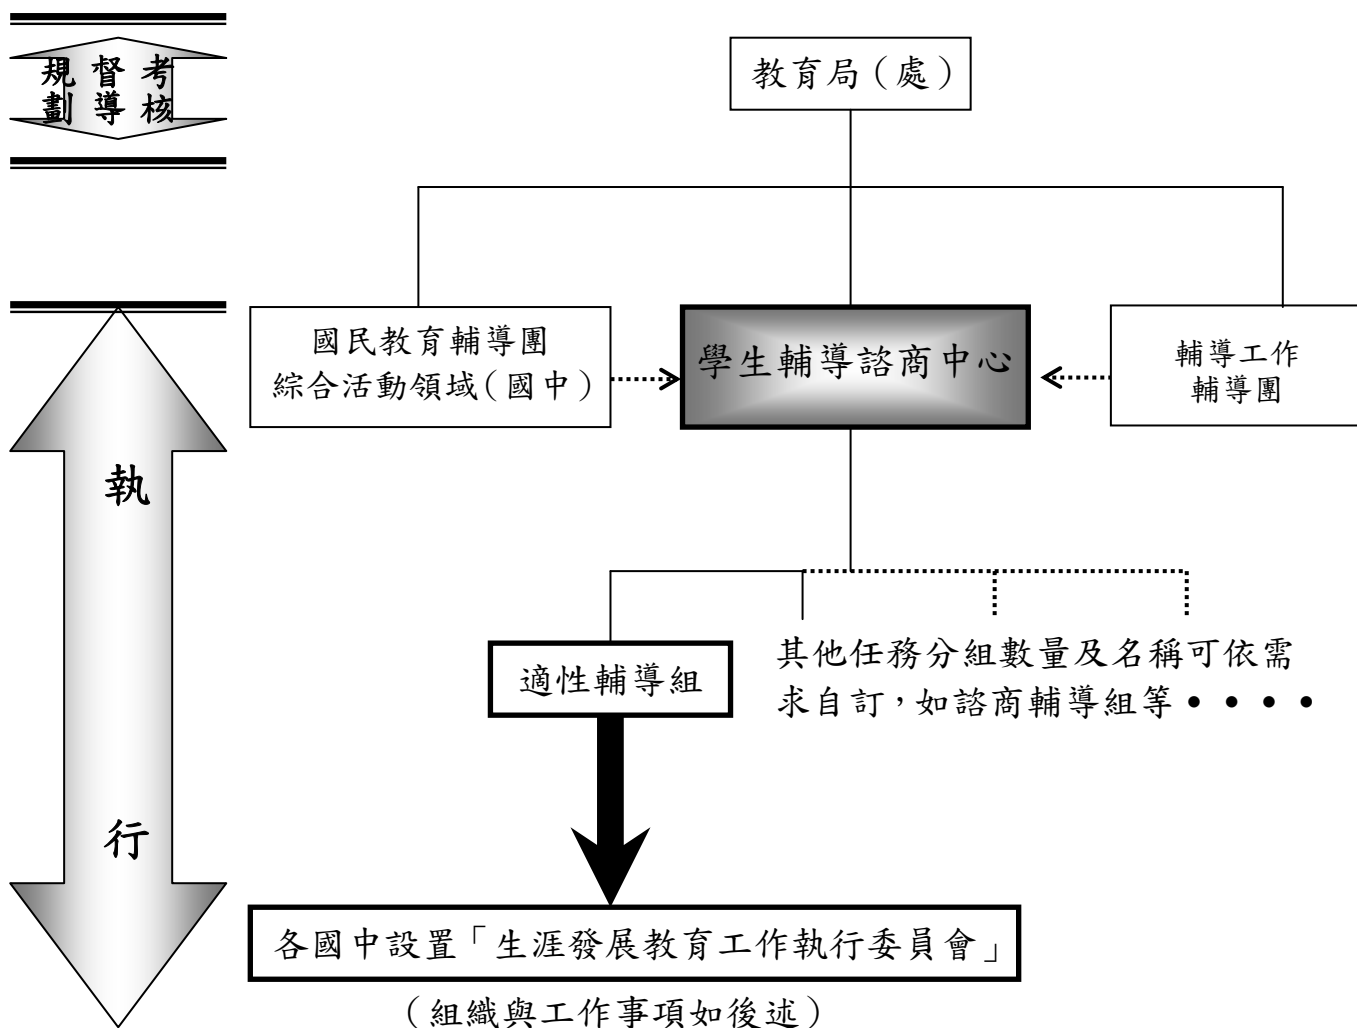 規 督 考
劃 導 核
教育局（處）
國民教育輔導團
綜合活動領域（國中）
學生輔導諮商中心
輔導工作
輔導團
執
行
適性輔導組
其他任務分組數量及名稱可依需
求自訂，如諮商輔導組等••••
各國中設置「生涯發展教育工作執行委員會」
（組織與工作事項如後述）